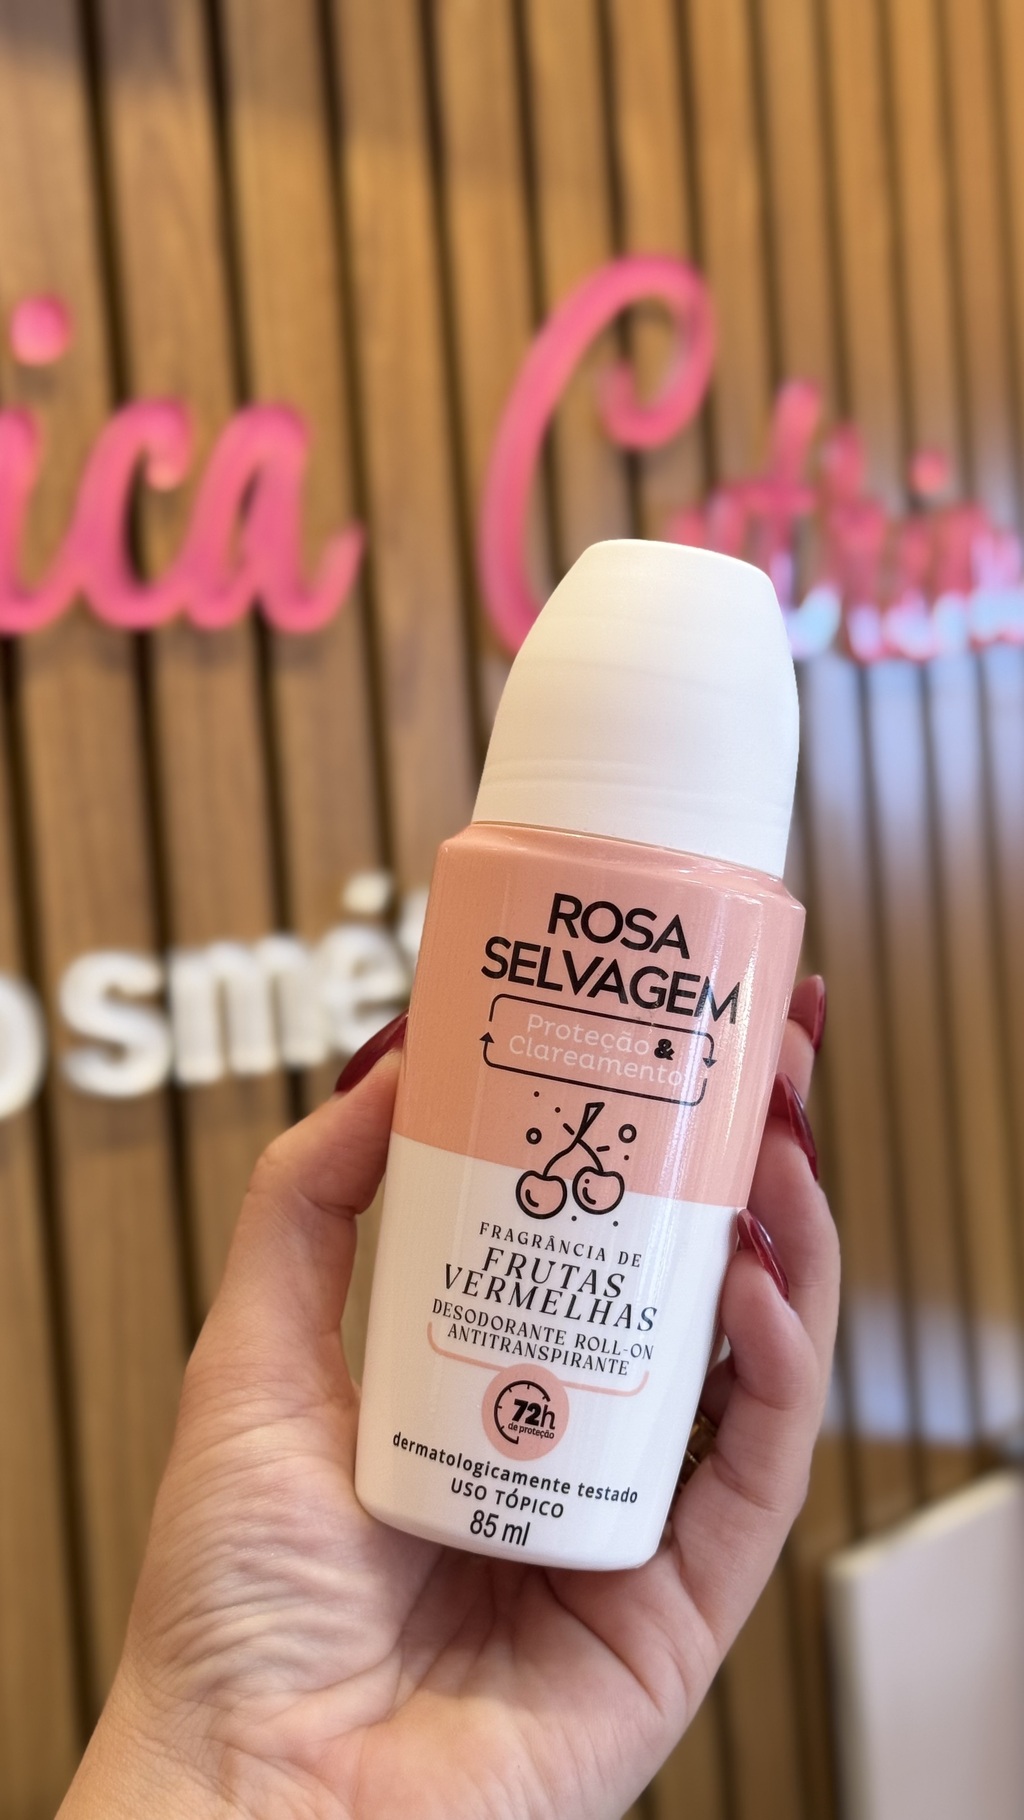 ica
ROSA
SELVAGEM
Proteção &
Clareamento
FRAGRÂNCIA DE
FRUTAS
VERMELHAS
DESODORANTE ROLL-ON
ANTITRANSPIRANTE
72h
de proteção
dermatologicamente testado
USO TÓPICO
85 ml